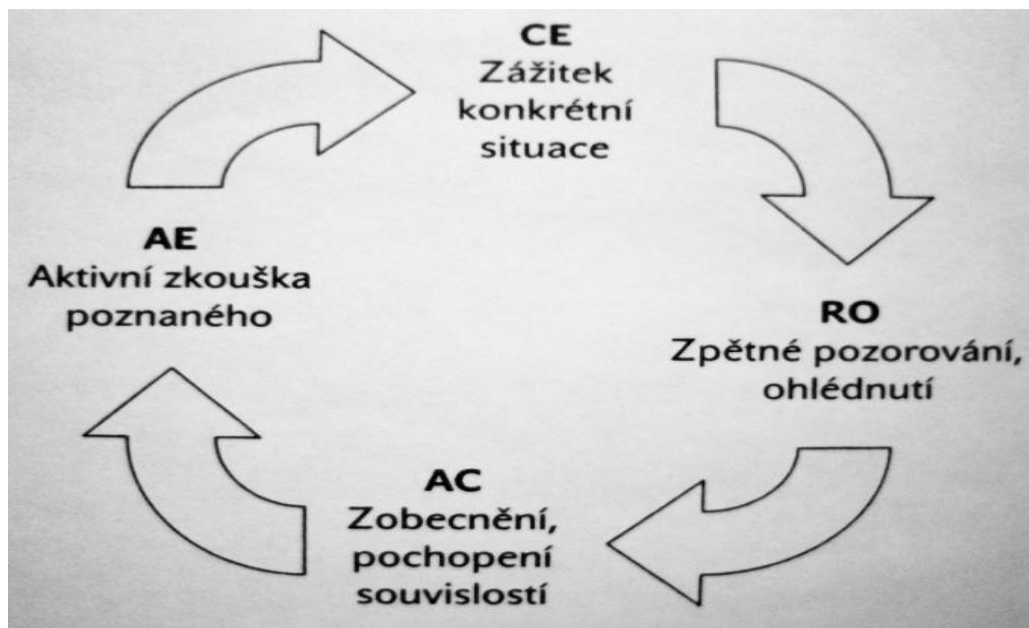 CE
Zážitek
konkrétní
situace
RO
Zpětné pozorování,
ohlédnutí
AC
Zobecnění,
pochopení
souvislostí
AE
Aktivní zkouška
poznaného